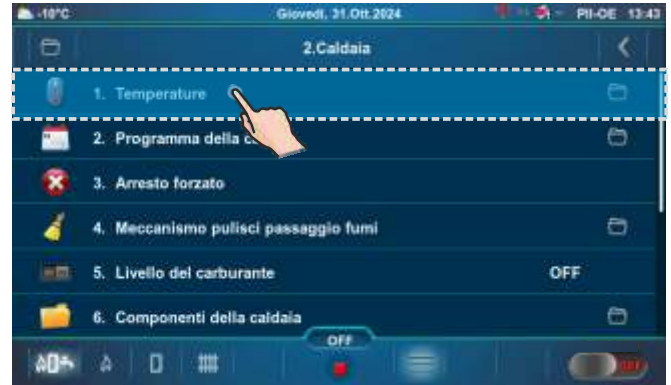 -10°C Giovedì, 31.Ott.2024 PII-OE 13:43
2.Caldaia
1. Temperature
2. Programma della
3. Arresto forzato
4. Meccanismo pulisci passaggio fumi
5. Livello del carburante OFF
6. Componenti della caldaia
OFF
OFF